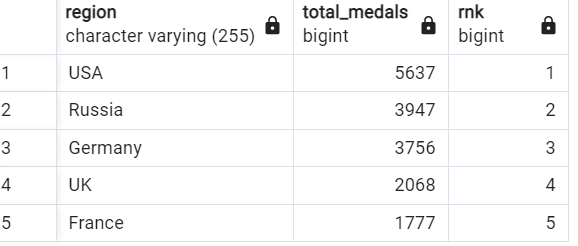 region total_medals rnk
character varying (255) bigint bigint
1 USA 5637 1
2 Russia 3947 2
3 Germany 3756 3
4 UK 2068 4
5 France 1777 5